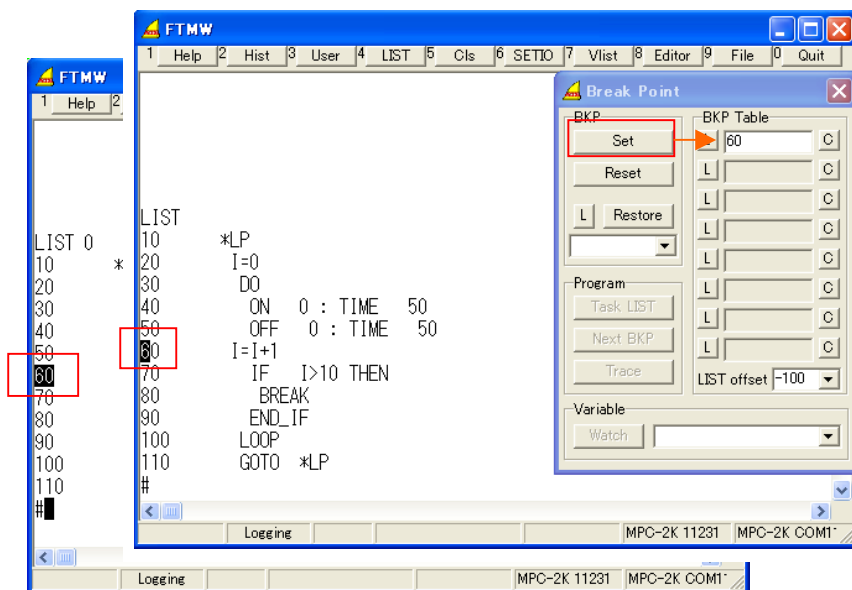 FTMW
1 Help 2 Hist 3 User 4 LIST 5 Cls 6 SETIO 7 Vlist 8 Editor 9 File 0 Quit
LIST
10 *LP
20 I=0
30 DO
40 ON 0 : TIME 50
50 OFF 0 : TIME 50
60 I=I+1
70 IF I>10 THEN
80 BREAK
90 END_IF
100 LOOP
110 GOTO *LP
#
Logging MPC-2K 11231 MPC-2K COM1
Break Point
BKP
Set
Reset
L Restore
Program
Task LIST
Next BKP
Trace
BKP Table
L 60 C
L C
L C
L C
L C
L C
L C
L C
LIST offset -100
Variable
Watch
FTMW
1 Help 2
LIST 0
10 *
20
30
40
50
60
70
80
90
100
110
#
Logging MPC-2K 11231 MPC-2K COM1